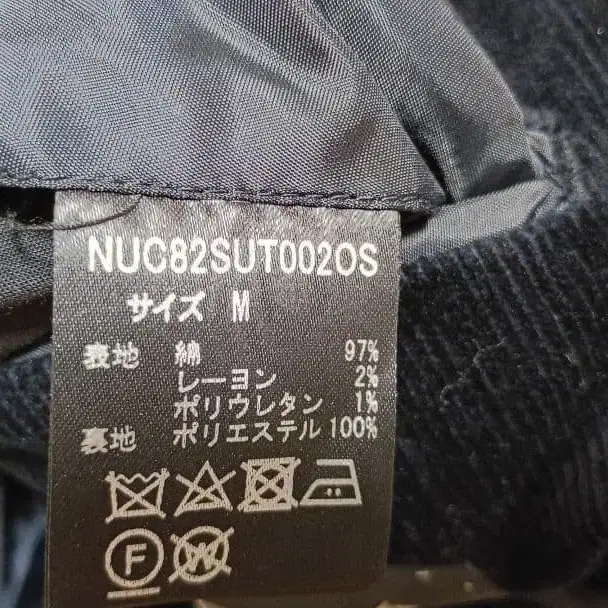 NUC82SUT002OS
サイズ M
表地 綿 97%
レーヨン 2%
ポリウレタン 1%
裏地 ポリエステル 100%
F W